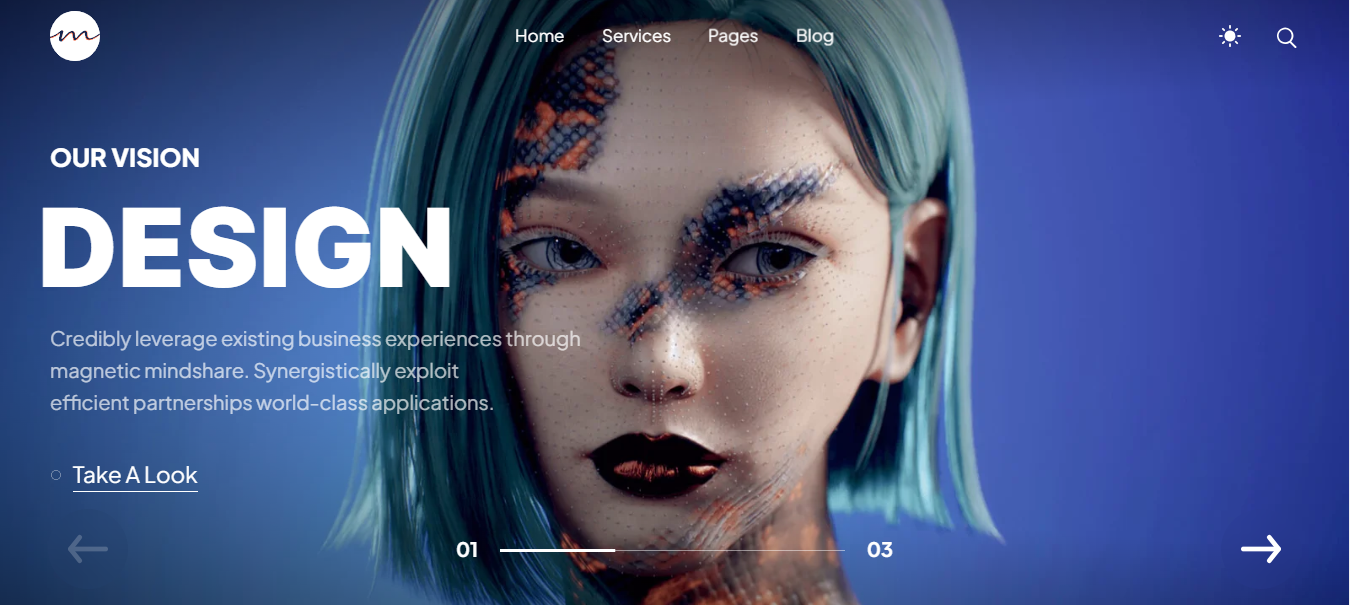 m
Home Services Pages Blog
OUR VISION
DESIGN
Credibly leverage existing business experiences through
magnetic mindshare. Synergistically exploit
efficient partnerships world-class applications.
Take A Look
01 03